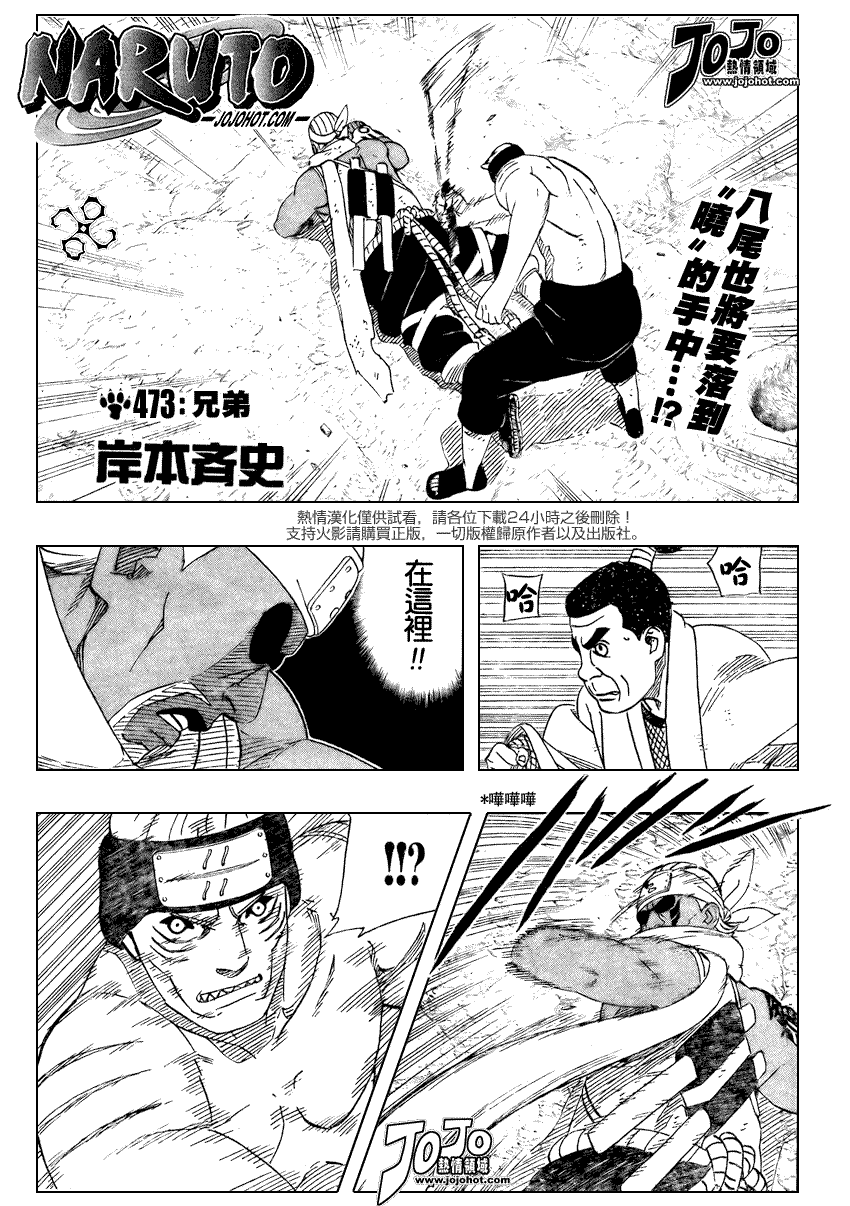 NARUTO
JOJOHOT.COM
JOJO
熱情領域
www.jojohot.com
八尾也將要落到
“曉”的手中…!?
473：兄弟
岸本斉史
熱情漢化僅供試看，請各位下載24小時之後刪除！
支持火影請購買正版，一切版權歸原作者以及出版社。
哈
哈
在這裡!!
*嘩嘩嘩
!!?
JOJO
熱情領域
www.jojohot.com